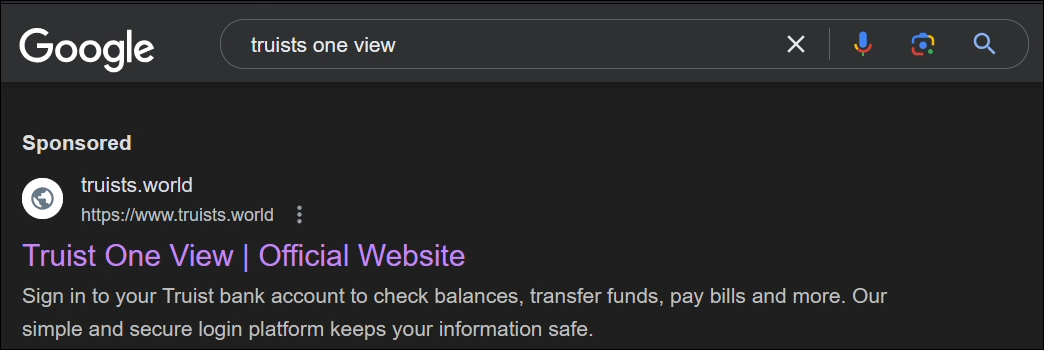 Google
truists one view
Sponsored
truists.world
https://www.truists.world
Truist One View | Official Website
Sign in to your Truist bank account to check balances, transfer funds, pay bills and more. Our
simple and secure login platform keeps your information safe.